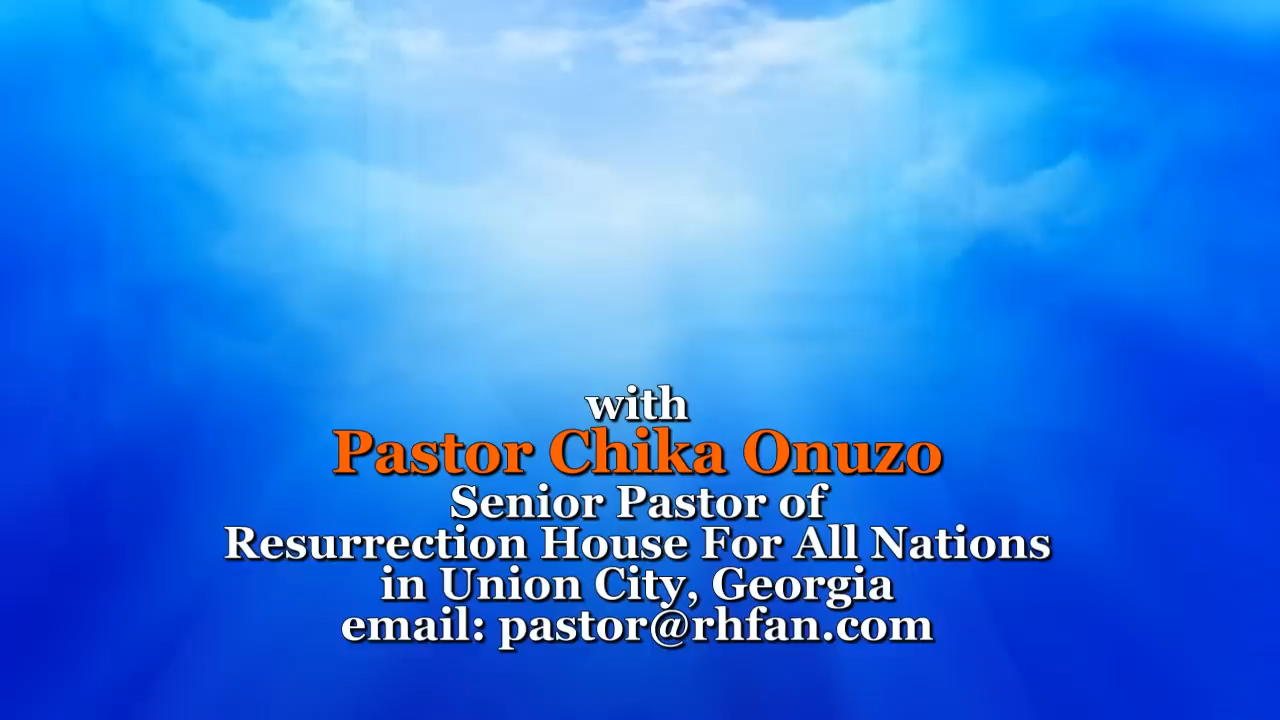 with
Pastor Chika Onuzo
Senior Pastor of
Resurrection House For All Nations
in Union City, Georgia
email: pastor@rhfan.com